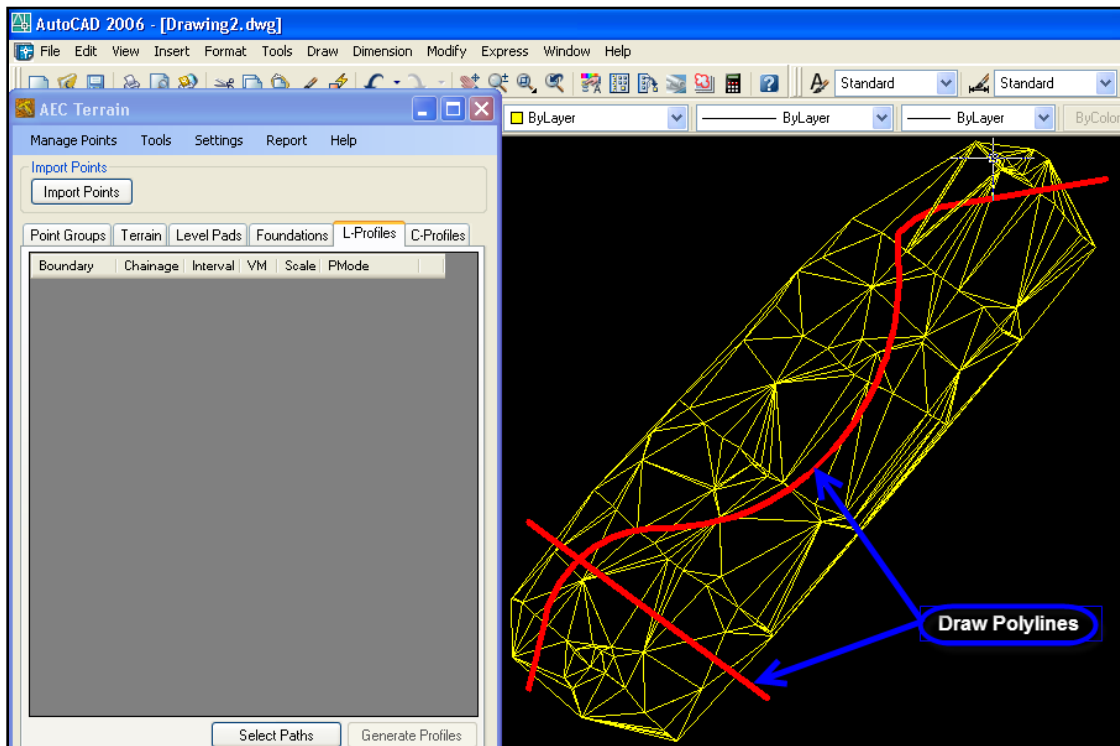 AutoCAD 2006 - [Drawing2.dwg]
File Edit View Insert Format Tools Draw Dimension Modify Express Window Help
Standard Standard
AEC Terrain
ByLayer ByLayer ByLayer ByColor
Manage Points Tools Settings Report Help
Import Points
Import Points
Point Groups Terrain Level Pads Foundations L-Profiles C-Profiles
Boundary Chainage Interval VM Scale PMode
Draw Polylines
Select Paths Generate Profiles